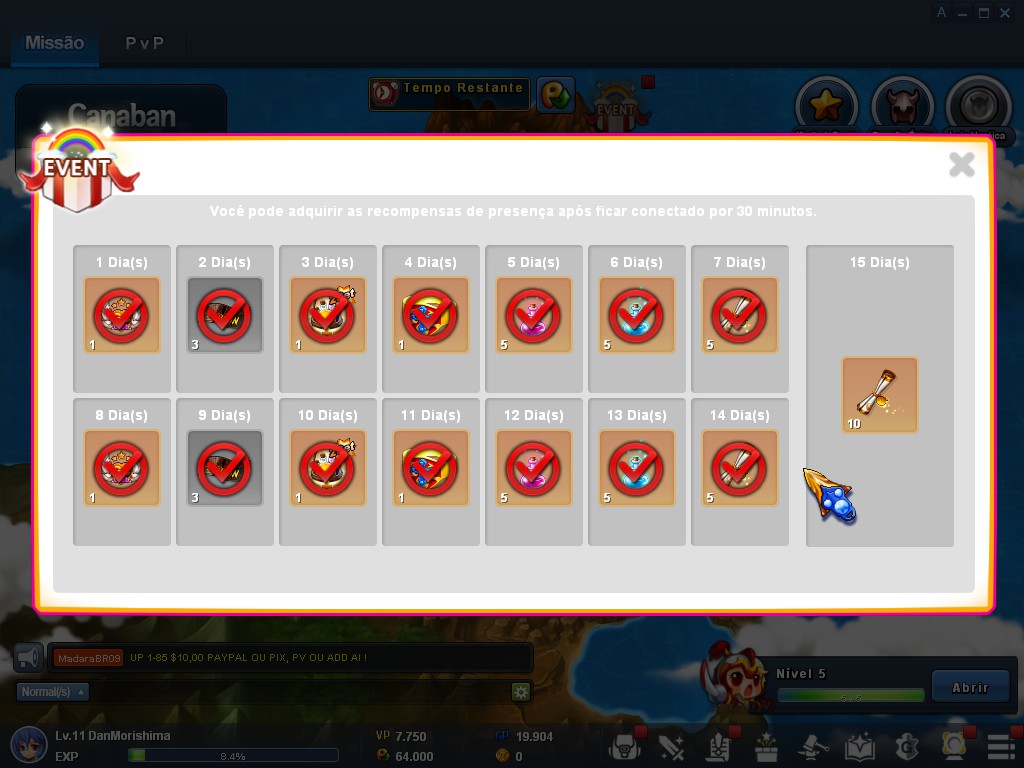 A
Missão
P v P
Canaban
Tempo Restante
EVENT
EVENT
Você pode adquirir as recompensas de presença após ficar conectado por 30 minutos.
1 Dia(s)
2 Dia(s)
3 Dia(s)
4 Dia(s)
5 Dia(s)
6 Dia(s)
7 Dia(s)
15 Dia(s)
1
3
1
1
5
5
5
8 Dia(s)
9 Dia(s)
10 Dia(s)
11 Dia(s)
12 Dia(s)
13 Dia(s)
14 Dia(s)
10
1
3
1
1
5
5
5
MadaraBR09 UP 1-85 $10,00 PAYPAL OU PIX, PV OU ADD AI !
Nível 5
Normal(/s)
Abrir
Lv.11 DanMorishima
VP 7.750
GP 19.904
EXP
8.4%
64.000
0